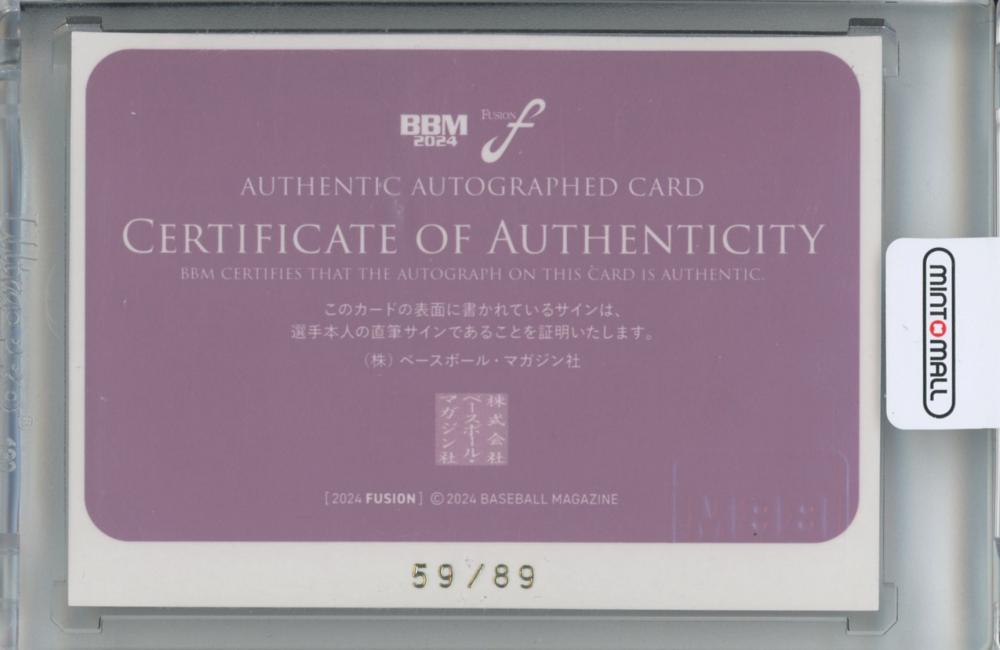 BBM
2024
FUSION f
AUTHENTIC AUTOGRAPHED CARD
CERTIFICATE OF AUTHENTICITY
BBM CERTIFIES THAT THE AUTOGRAPH ON THIS CARD IS AUTHENTIC.
このカードの表面に書かれているサインは、
選手本人の直筆サインであることを証明いたします。
（株）ベースボール・マガジン社
株式会社
ベースボール・
マガジン社
[2024 FUSION] ©2024 BASEBALL MAGAZINE
59/89
MINTMALL